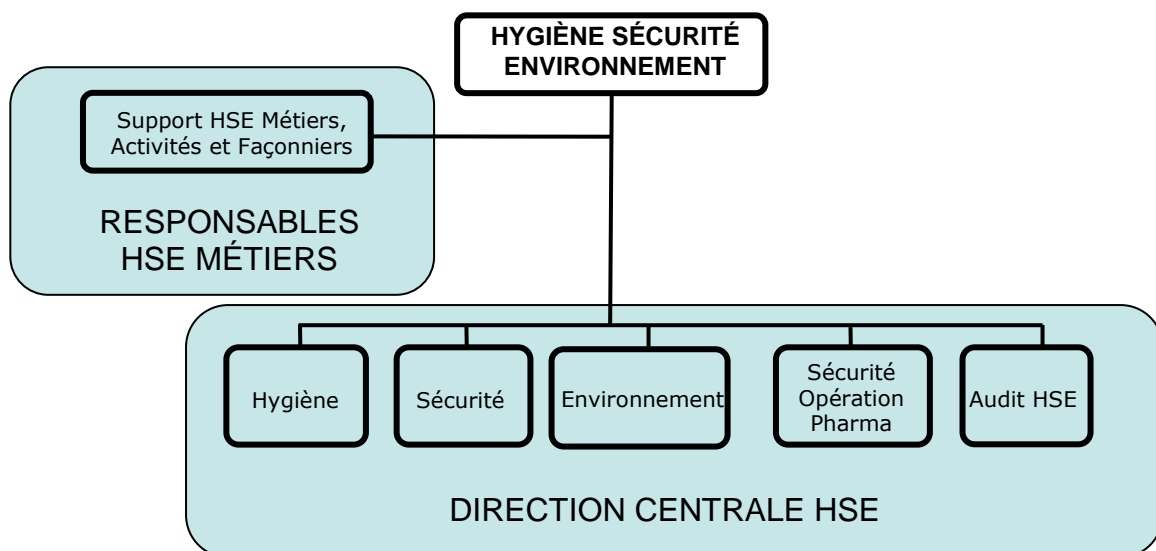 HYGIÈNE SÉCURITÉ
ENVIRONNEMENT
Support HSE Métiers,
Activités et Façonniers
RESPONSABLES
HSE MÉTIERS
Hygiène
Sécurité
Environnement
Sécurité
Opération
Pharma
Audit HSE
DIRECTION CENTRALE HSE